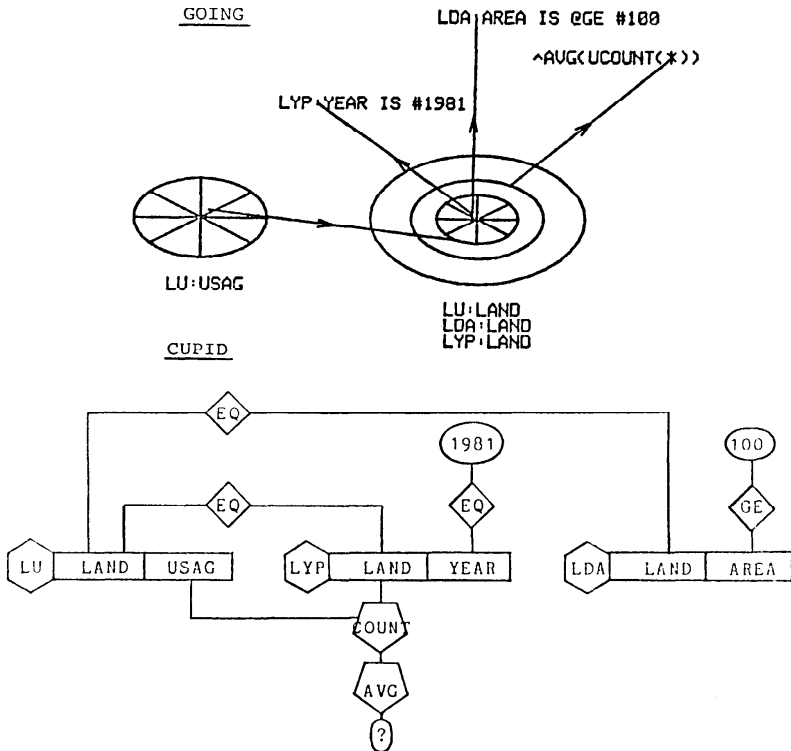 GOING
LDA:AREA IS @GE #100
^AVG(UCOUNT(*))
LYP:YEAR IS #1981
LU:USAG
LU:LAND
LDA:LAND
LYP:LAND
CUPID
EQ
1981
100
EQ
EQ
GE
LU LAND USAG
LYP LAND YEAR
LDA LAND AREA
COUNT
AVG
?